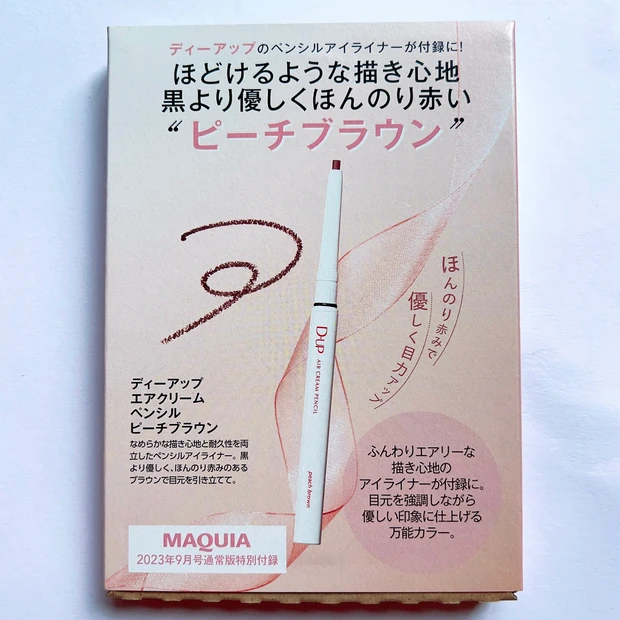 ディーアップのペンシルアイライナーが付録に!
ほどけるような描き心地
黒より優しくほんのり赤い
“ピーチブラウン”
ほんのり赤みで
優しく目力アップ
D-UP AIR CREAM PENCIL
peach brown
ディーアップ
エアクリーム
ペンシル
ピーチブラウン
なめらかな描き心地と耐久性を両
立したペンシルアイライナー。黒
より優しく、ほんのり赤みのある
ブラウンで目元を引き立てて。
ふんわりエアリーな
描き心地の
アイライナーが付録に。
目元を強調しながら
優しい印象に仕上げる
万能カラー。
MAQUIA
2023年9月号通常版特別付録